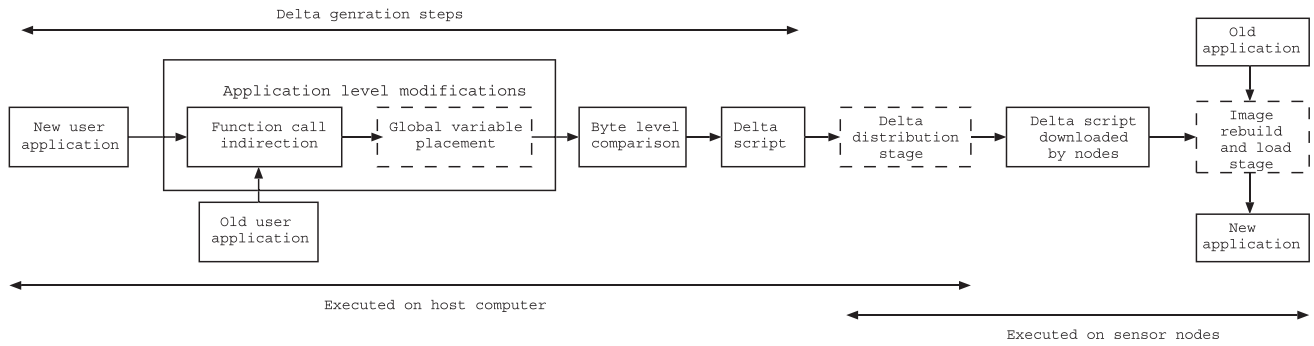 Delta genration steps
Old
application
Application level modifications
New user
application
Function call
indirection
Global variable
placement
Byte level
comparison
Delta
script
Delta
distribution
stage
Delta script
downloaded
by nodes
Image
rebuild
and load
stage
Old user
application
New
application
Executed on host computer
Executed on sensor nodes